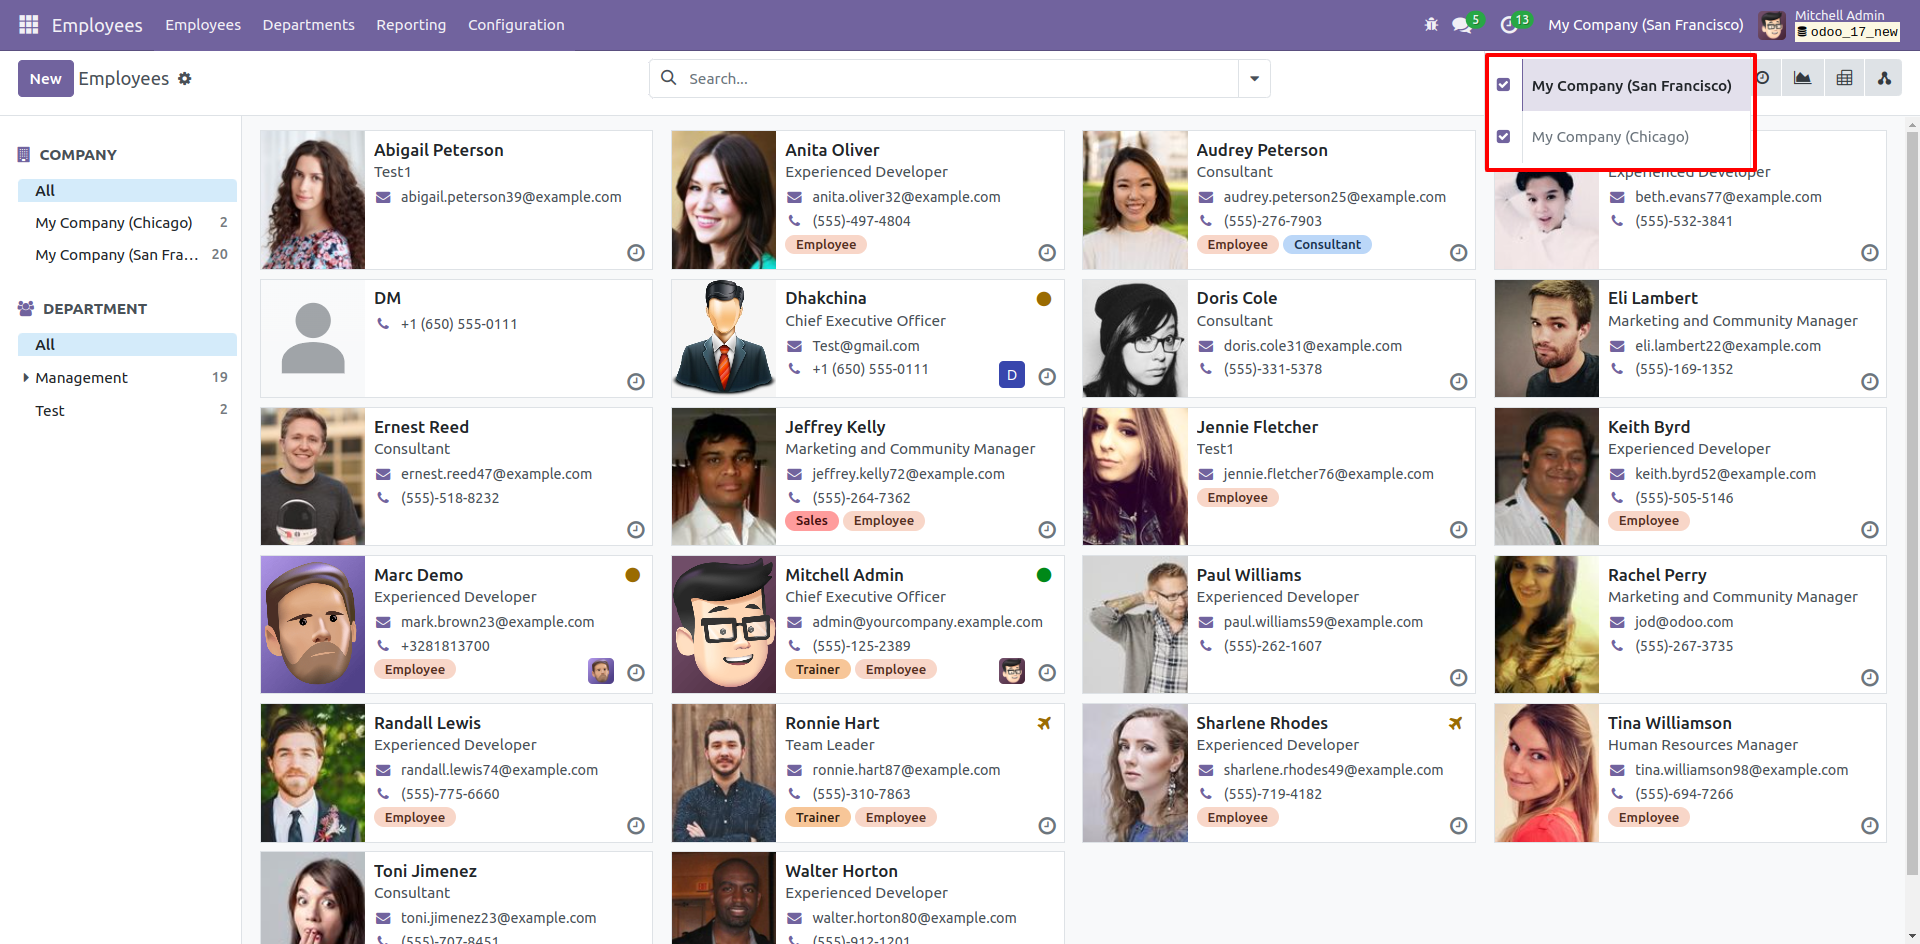 Employees Employees Departments Reporting Configuration 5 13 My Company (San Francisco) Mitchell Admin
odoo_17_new
New Employees Search...
My Company (San Francisco)
My Company (Chicago)
COMPANY
All
My Company (Chicago) 2
My Company (San Fra... 20
DEPARTMENT
All
Management 19
Test 2
Abigail Peterson
Test1
abigail.peterson39@example.com
Anita Oliver
Experienced Developer
anita.oliver32@example.com
(555)-497-4804
Employee
Audrey Peterson
Consultant
audrey.peterson25@example.com
(555)-276-7903
Employee Consultant
Experienced Developer
beth.evans77@example.com
(555)-532-3841
DM
+1 (650) 555-0111
Dhakchina
Chief Executive Officer
Test@gmail.com
+1 (650) 555-0111
D
Doris Cole
Consultant
doris.cole31@example.com
(555)-331-5378
Eli Lambert
Marketing and Community Manager
eli.lambert22@example.com
(555)-169-1352
Ernest Reed
Consultant
ernest.reed47@example.com
(555)-518-8232
Jeffrey Kelly
Marketing and Community Manager
jeffrey.kelly72@example.com
(555)-264-7362
Sales Employee
Jennie Fletcher
Test1
jennie.fletcher76@example.com
Employee
Keith Byrd
Experienced Developer
keith.byrd52@example.com
(555)-505-5146
Employee
Marc Demo
Experienced Developer
mark.brown23@example.com
+3281813700
Employee
Mitchell Admin
Chief Executive Officer
admin@yourcompany.example.com
(555)-125-2389
Trainer Employee
Paul Williams
Experienced Developer
paul.williams59@example.com
(555)-262-1607
Rachel Perry
Marketing and Community Manager
jod@odoo.com
(555)-267-3735
Randall Lewis
Experienced Developer
randall.lewis74@example.com
(555)-775-6660
Employee
Ronnie Hart
Team Leader
ronnie.hart87@example.com
(555)-310-7863
Trainer Employee
Sharlene Rhodes
Experienced Developer
sharlene.rhodes49@example.com
(555)-719-4182
Employee
Tina Williamson
Human Resources Manager
tina.williamson98@example.com
(555)-694-7266
Employee
Toni Jimenez
Consultant
toni.jimenez23@example.com
(555)-707-8451
Walter Horton
Experienced Developer
walter.horton80@example.com
(555)-912-1201